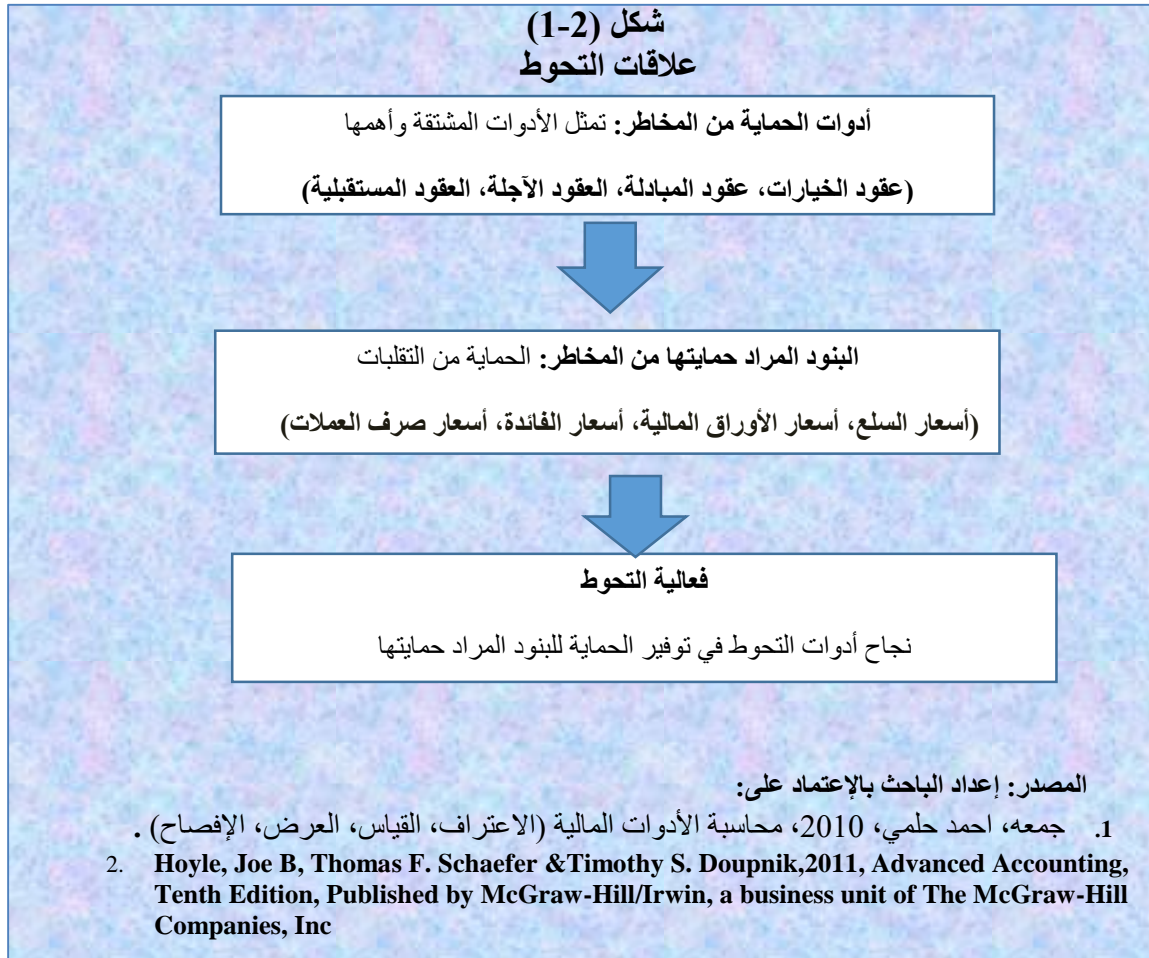 شكل (2-1)
علاقات التحوط
أدوات الحماية من المخاطر: تمثل الأدوات المشتقة وأهمها
(عقود الخيارات، عقود المبادلة، العقود الآجلة، العقود المستقبلية)
البنود المراد حمايتها من المخاطر: الحماية من التقلبات
(أسعار السلع، أسعار الأوراق المالية، أسعار الفائدة، أسعار صرف العملات)
فعالية التحوط
نجاح أدوات التحوط في توفير الحماية للبنود المراد حمايتها
المصدر: إعداد الباحث بالإعتماد على:
1. جمعه، احمد حلمي، 2010، محاسبة الأدوات المالية (الاعتراف، القياس، العرض، الإفصاح) .
2. Hoyle, Joe B, Thomas F. Schaefer &Timothy S. Doupnik,2011, Advanced Accounting,
Tenth Edition, Published by McGraw-Hill/Irwin, a business unit of The McGraw-Hill
Companies, Inc